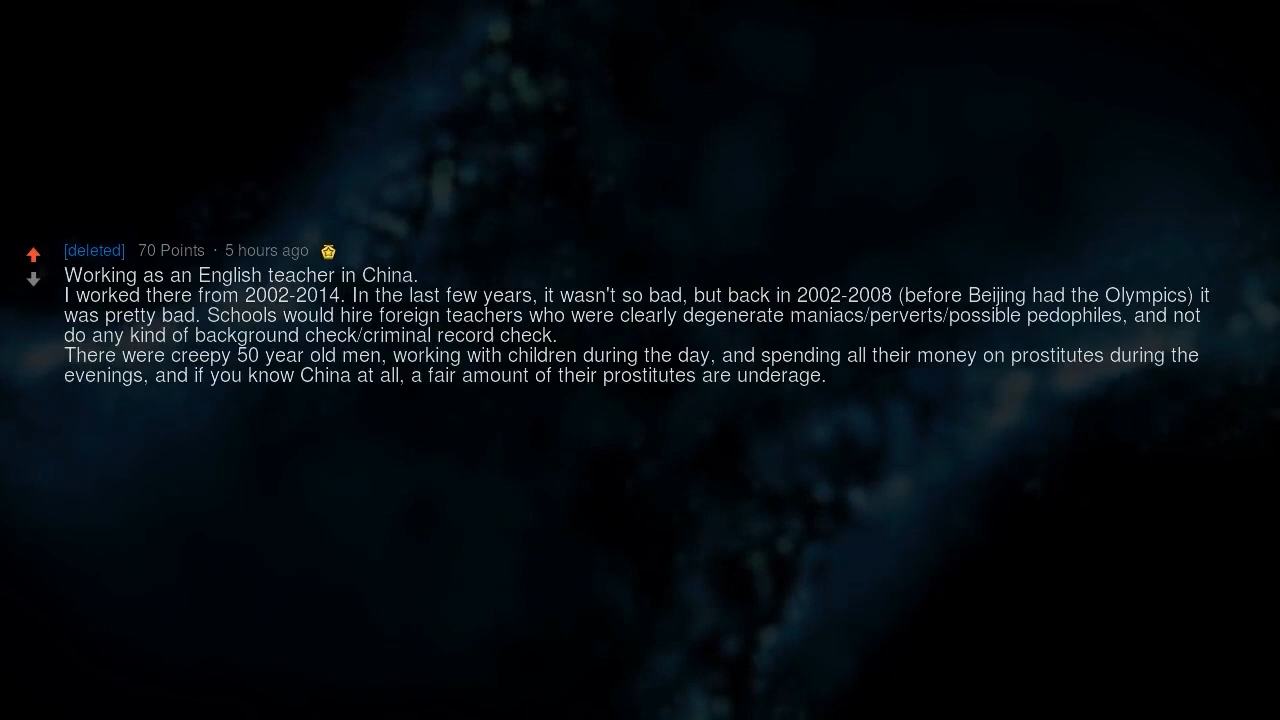 [deleted] 70 Points · 5 hours ago
Working as an English teacher in China.
I worked there from 2002-2014. In the last few years, it wasn't so bad, but back in 2002-2008 (before Beijing had the Olympics) it
was pretty bad. Schools would hire foreign teachers who were clearly degenerate maniacs/perverts/possible pedophiles, and not
do any kind of background check/criminal record check.
There were creepy 50 year old men, working with children during the day, and spending all their money on prostitutes during the
evenings, and if you know China at all, a fair amount of their prostitutes are underage.